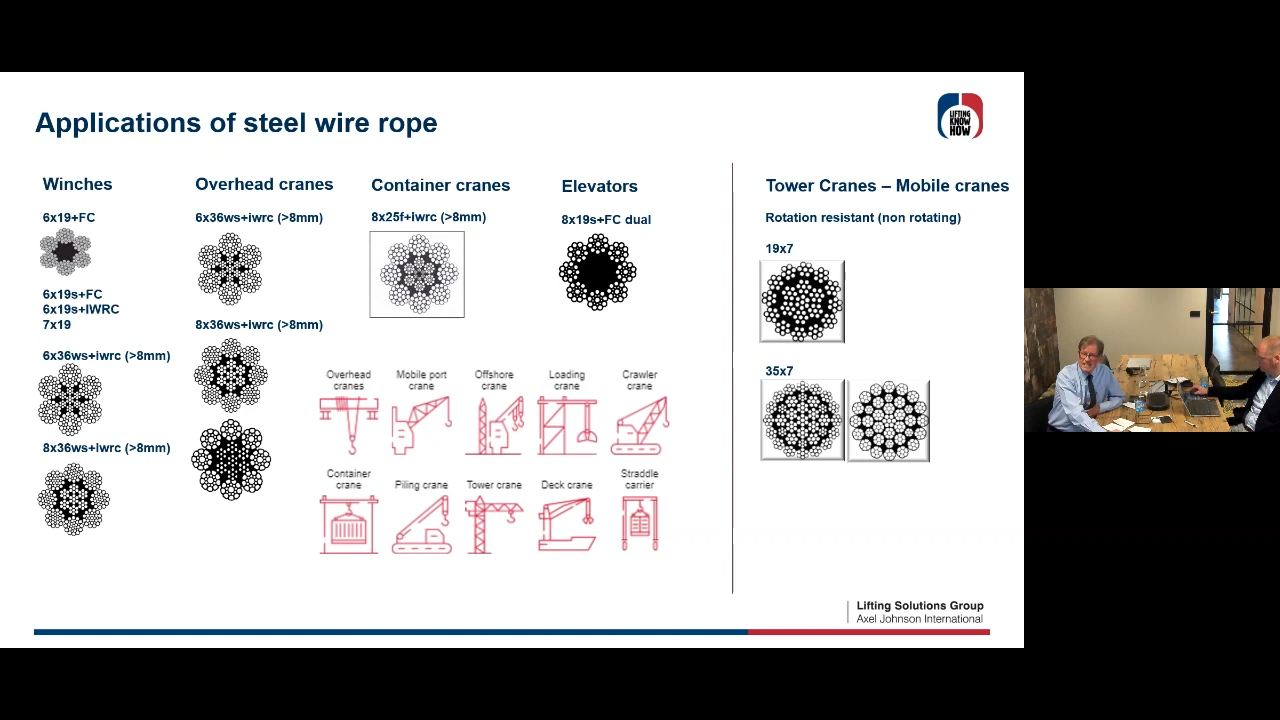 Applications of steel wire rope
LIFTING
KNOW
HOW
Winches
6x19+FC
6x19s+FC
6x19s+IWRC
7x19
6x36ws+iwrc (>8mm)
8x36ws+iwrc (>8mm)
Overhead cranes
6x36ws+iwrc (>8mm)
8x36ws+iwrc (>8mm)
Container cranes
8x25f+iwrc (>8mm)
Elevators
8x19s+FC dual
Overhead
cranes
Mobile port
crane
Offshore
crane
Loading
crane
Crawler
crane
Container
crane
Piling crane
Tower crane
Deck crane
Straddle
carrier
Tower Cranes – Mobile cranes
Rotation resistant (non rotating)
19x7
35x7
Lifting Solutions Group
Axel Johnson International